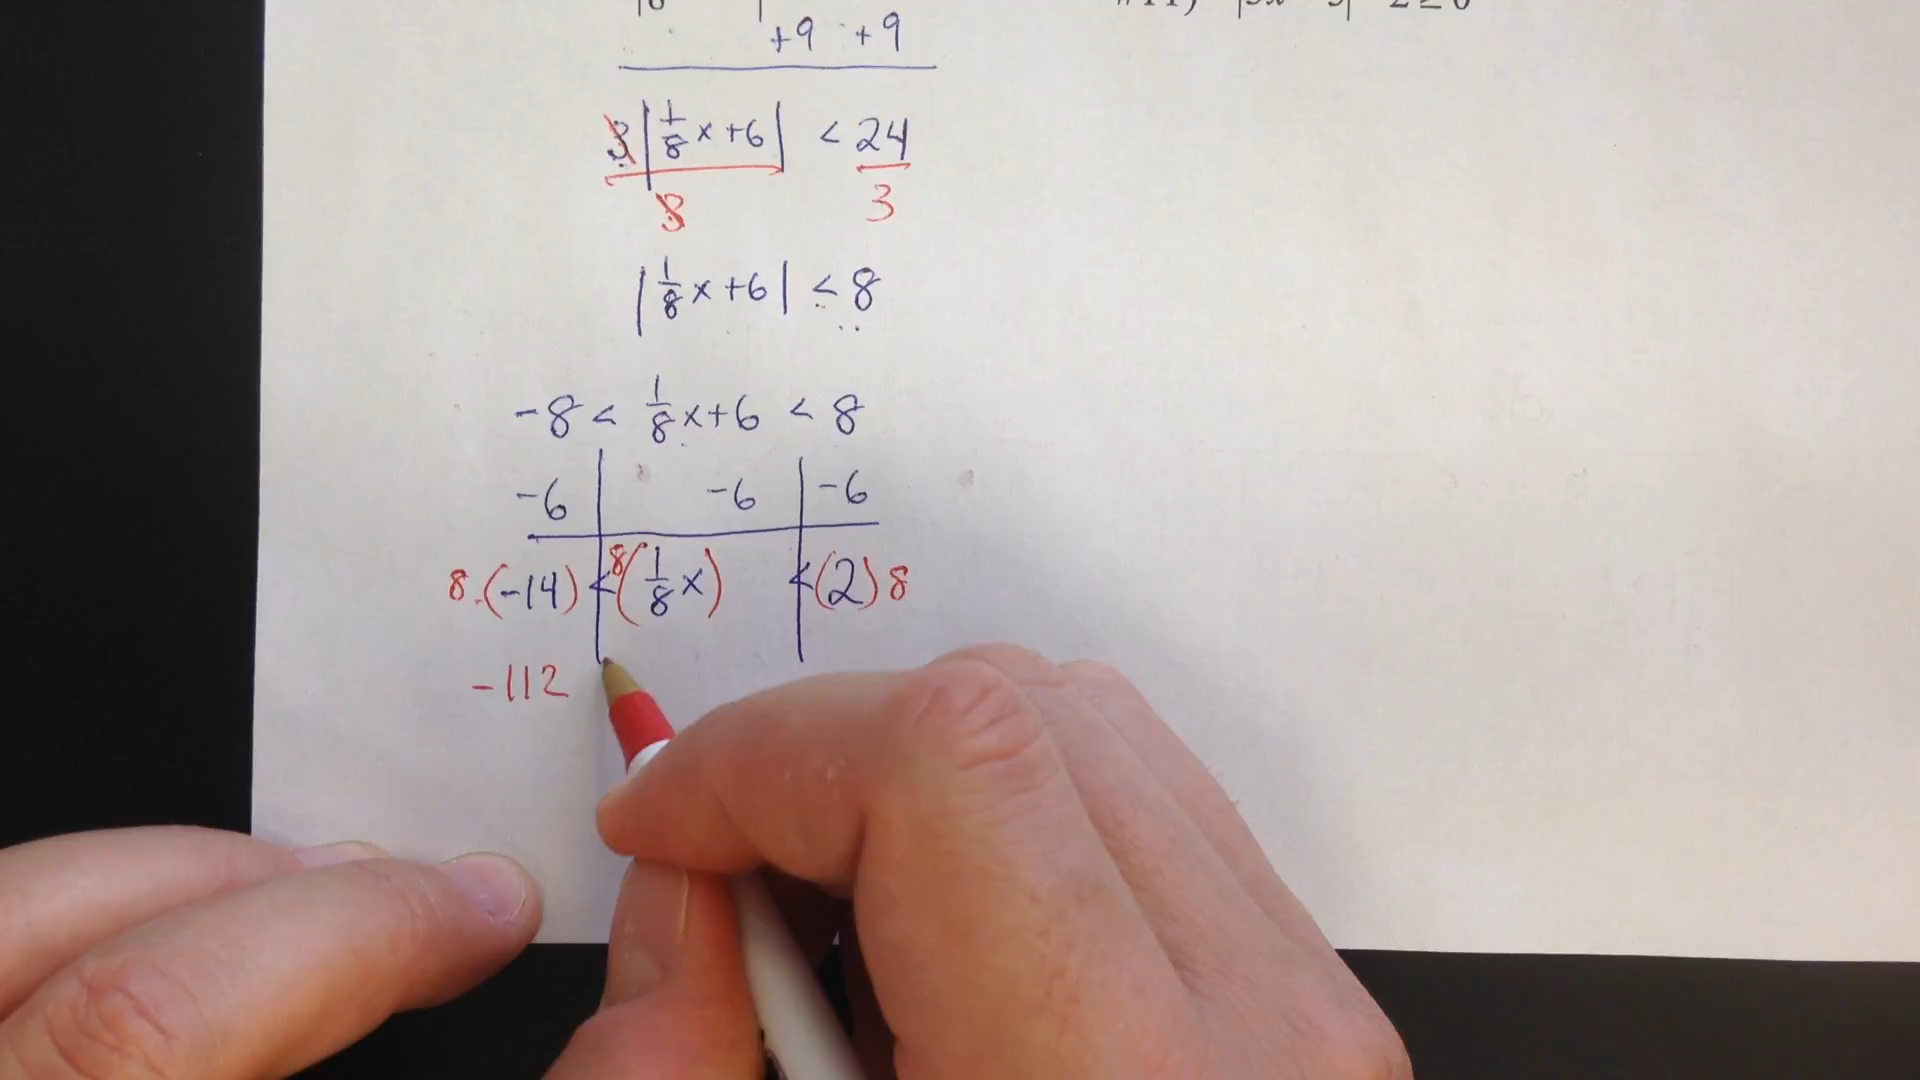 +9 +9
3|1/8x+6| < 24
3 3
|1/8x+6| < 8
-8 < 1/8x+6 < 8
-6 -6 -6
8·(-14) < 8(1/8x) < (2)8
-112